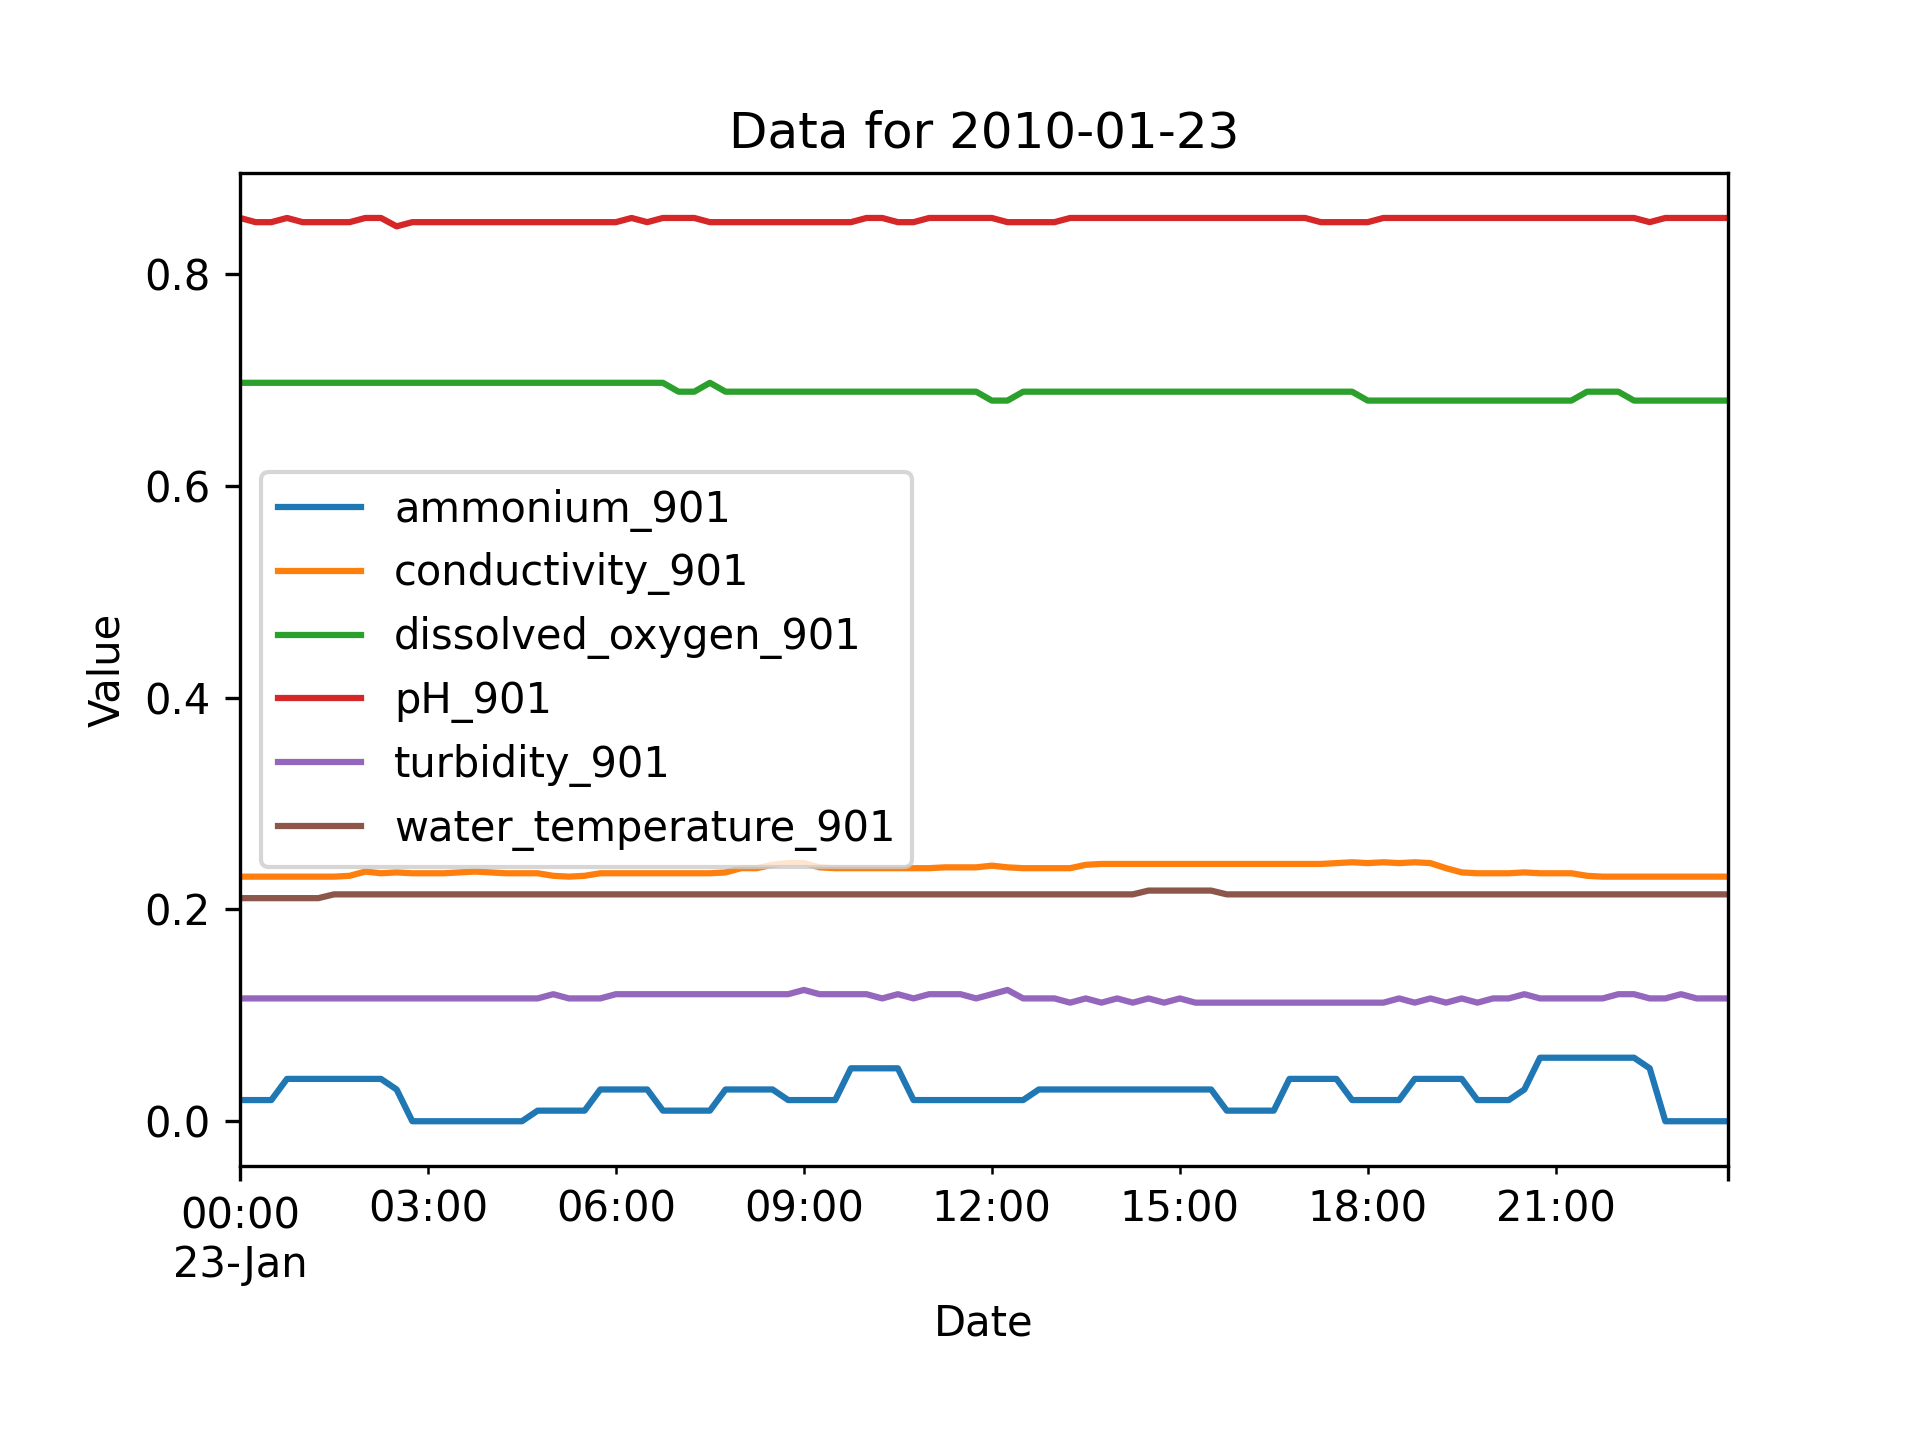 Data for 2010-01-23
Value
0.8
0.6
0.4
0.2
0.0
ammonium_901
conductivity_901
dissolved_oxygen_901
pH_901
turbidity_901
water_temperature_901
00:00 03:00 06:00 09:00 12:00 15:00 18:00 21:00
23-Jan
Date